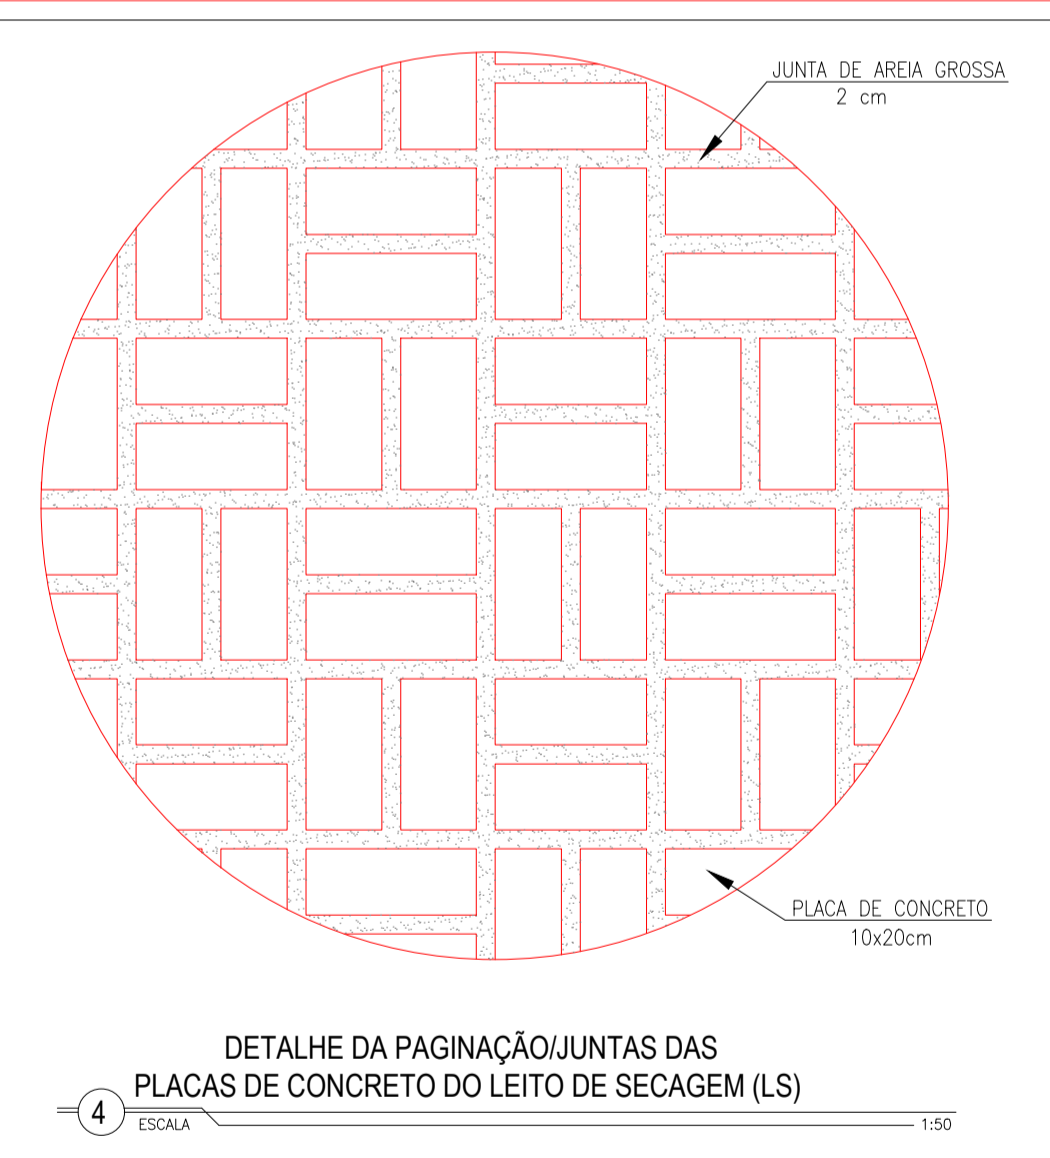 JUNTA DE AREIA GROSSA
2 cm
PLACA DE CONCRETO
10x20cm
DETALHE DA PAGINAÇÃO/JUNTAS DAS
PLACAS DE CONCRETO DO LEITO DE SECAGEM (LS)
4
ESCALA
1:50